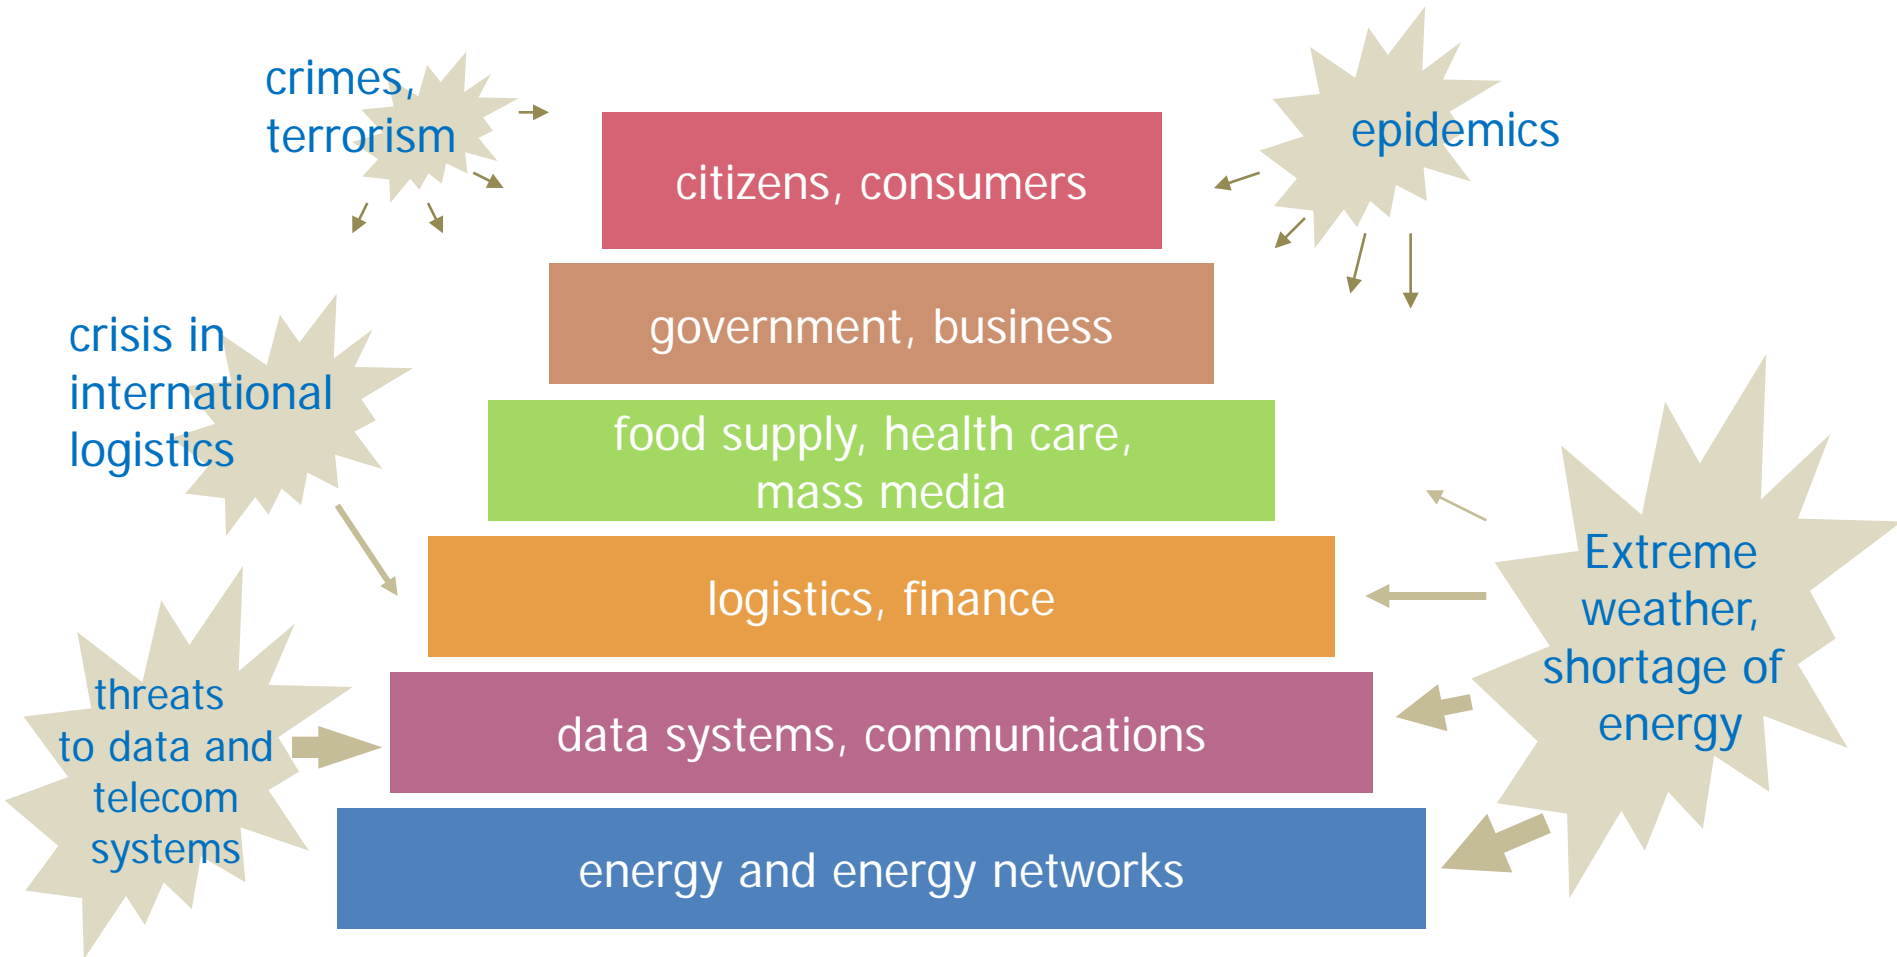 crimes,
terrorism
epidemics
citizens, consumers
government, business
crisis in
international
logistics
food supply, health care,
mass media
logistics, finance
Extreme
weather,
shortage of
energy
threats
to data and
telecom
systems
data systems, communications
energy and energy networks